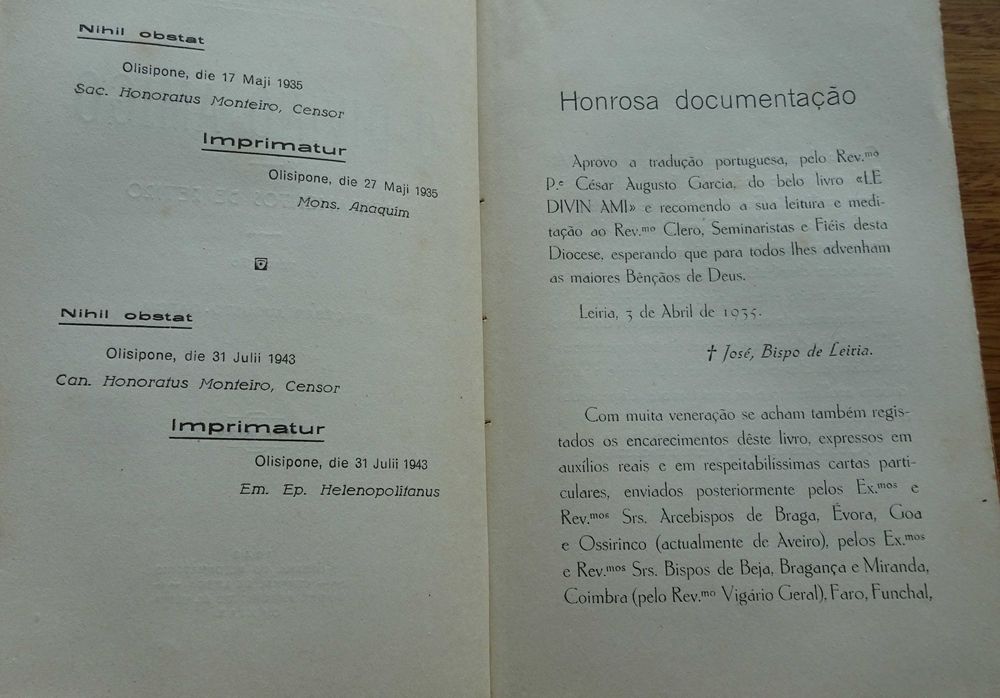 Nihil obstat
Olisipone, die 17 Maji 1935
Sac. Honoratus Monteiro, Censor
Imprimatur
Olisipone, die 27 Maji 1935
Mons. Anaquim
Nihil obstat
Olisipone, die 31 Julii 1943
Can. Honoratus Monteiro, Censor
Imprimatur
Olisipone, die 31 Julii 1943
Em. Ep. Helenopolitanus
Honrosa documentação
Aprovo a tradução portuguesa, pelo Rev.ᵐᵒ
P.ᵉ César Augusto Garcia, do belo livro «LE
DIVIN AMI» e recomendo a sua leitura e medi-
tação ao Rev.ᵐᵒ Clero, Seminaristas e Fiéis desta
Diocese, esperando que para todos lhes advenham
as maiores Bênçãos de Deus.
Leiria, 3 de Abril de 1935.
† José, Bispo de Leiria.
Com muita veneração se acham também regis-
tados os encarecimentos dêste livro, expressos em
auxílios reais e em respeitabilíssimas cartas parti-
culares, enviados posteriormente pelos Ex.ᵐᵒˢ e
Rev.ᵐᵒˢ Srs. Arcebispos de Braga, Évora, Goa
e Ossirinco (actualmente de Aveiro), pelos Ex.ᵐᵒˢ
e Rev.ᵐᵒˢ Srs. Bispos de Beja, Bragança e Miranda,
Coimbra (pelo Rev.ᵐᵒ Vigário Geral), Faro, Funchal,